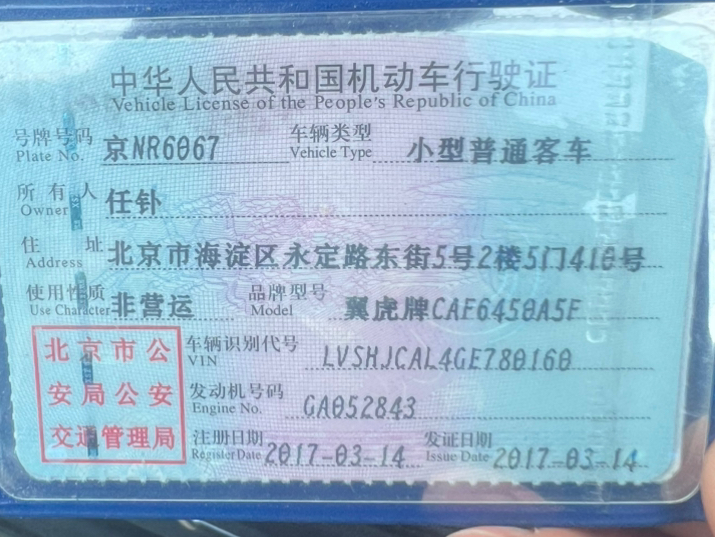 中华人民共和国机动车行驶证
Vehicle License of the People's Republic of China
号牌号码 京NR6067 车辆类型 小型普通客车
Plate No. Vehicle Type
所有人 任钋
Owner
住址 北京市海淀区永定路东街5号2楼5门410号
Address
使用性质 非营运 品牌型号 翼虎牌CAF6450A5F
Use Character Model
北京市公安局公安交通管理局
车辆识别代号 LVSHJCAL4GE780160
VIN
发动机号码 GA052843
Engine No.
注册日期 2017-03-14 发证日期 2017-03-14
Register Date Issue Date